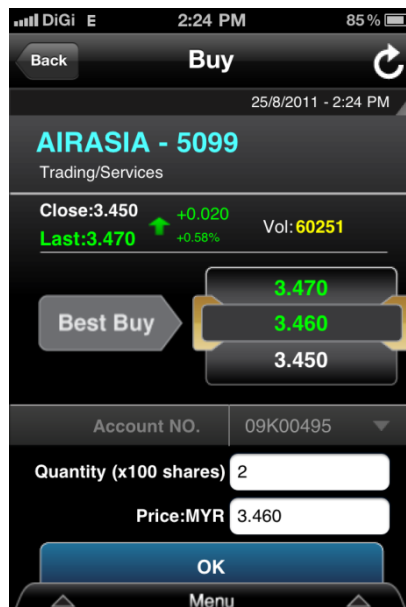 DiGi E 2:24 PM 85%
Back Buy
25/8/2011 - 2:24 PM
AIRASIA - 5099
Trading/Services
Close:3.450 +0.020 Vol:60251
Last:3.470 +0.58%
3.470
Best Buy 3.460
3.450
Account NO. 09K00495
Quantity (x100 shares) 2
Price:MYR 3.460
OK
Menu